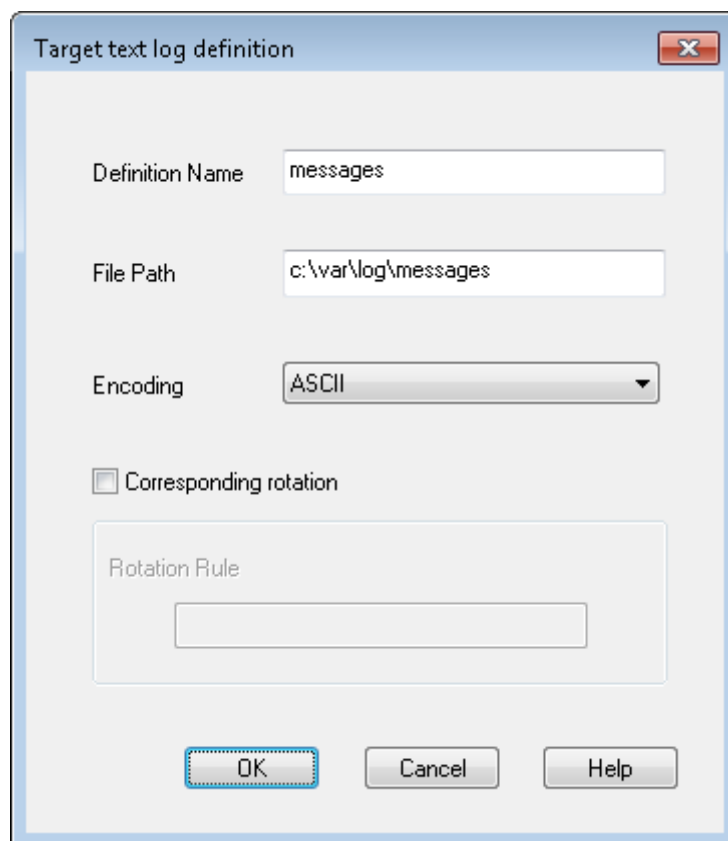 Target text log definition
Definition Name messages
File Path c:\var\log\messages
Encoding ASCII
Corresponding rotation
Rotation Rule
OK Cancel Help